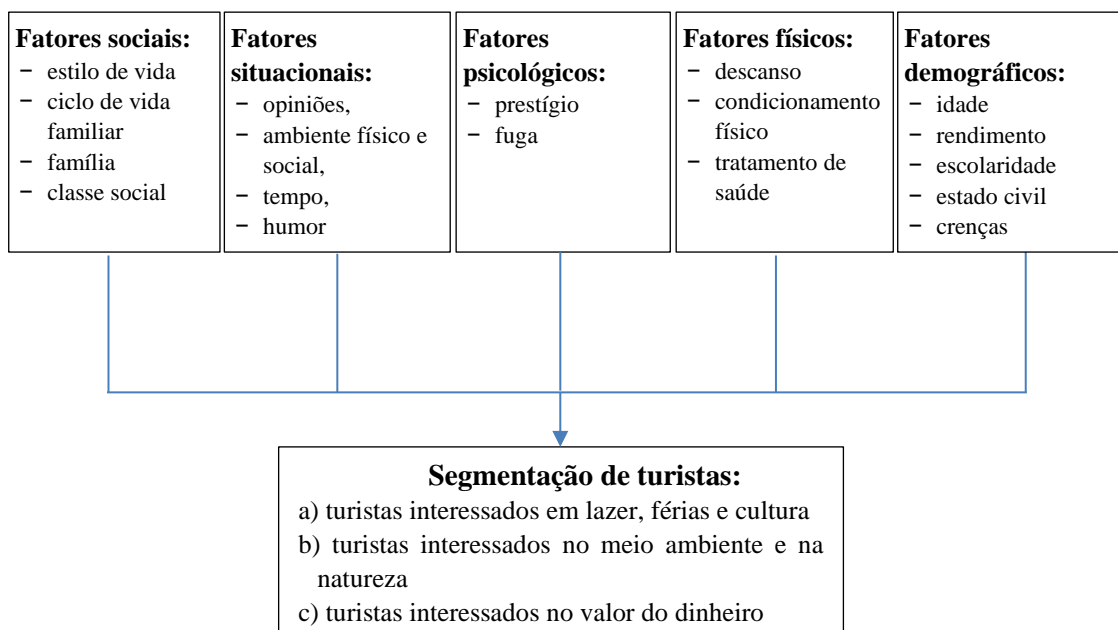 Fatores sociais:
− estilo de vida
− ciclo de vida
familiar
− família
− classe social
Fatores
situacionais:
− opiniões,
− ambiente físico e
social,
− tempo,
− humor
Fatores
psicológicos:
− prestígio
− fuga
Fatores físicos:
− descanso
− condicionamento
físico
− tratamento de
saúde
Fatores
demográficos:
− idade
− rendimento
− escolaridade
− estado civil
− crenças
Segmentação de turistas:
a) turistas interessados em lazer, férias e cultura
b) turistas interessados no meio ambiente e na
natureza
c) turistas interessados no valor do dinheiro